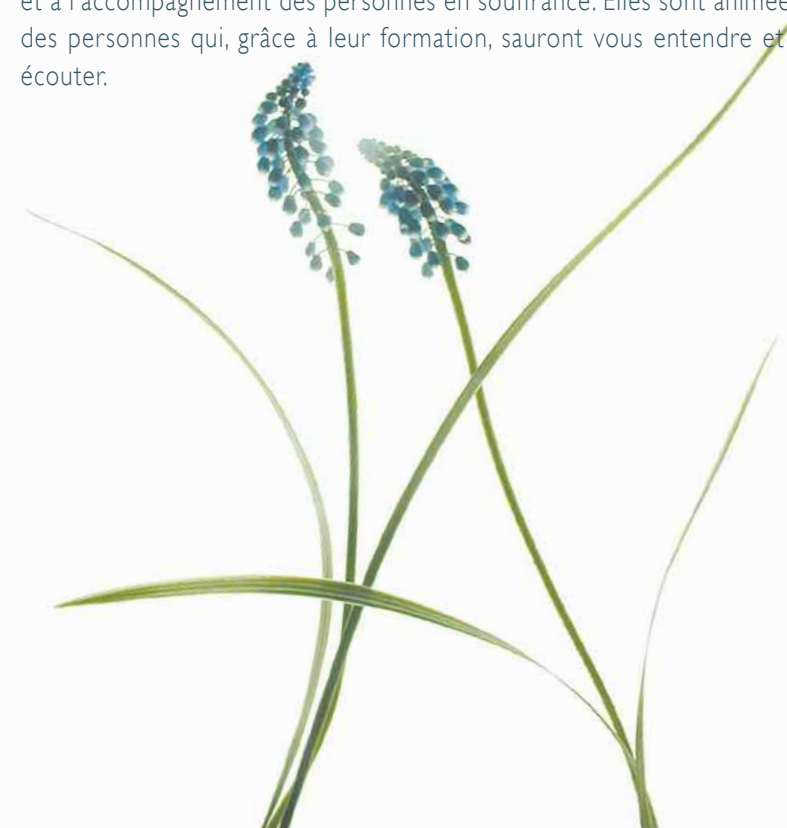 et à l'accompagnement des personnes en souffrance. Elles sont animée
des personnes qui, grâce à leur formation, sauront vous entendre et
écouter.